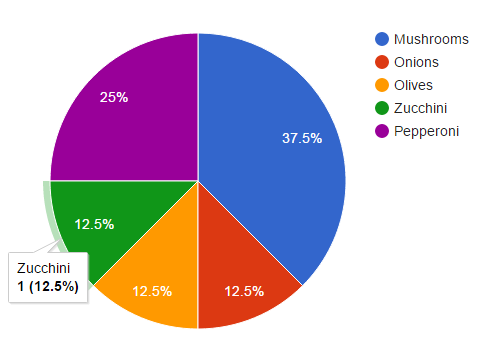 Mushrooms
Onions
Olives
Zucchini
Pepperoni
25%
37.5%
12.5%
12.5%
12.5%
Zucchini
1 (12.5%)